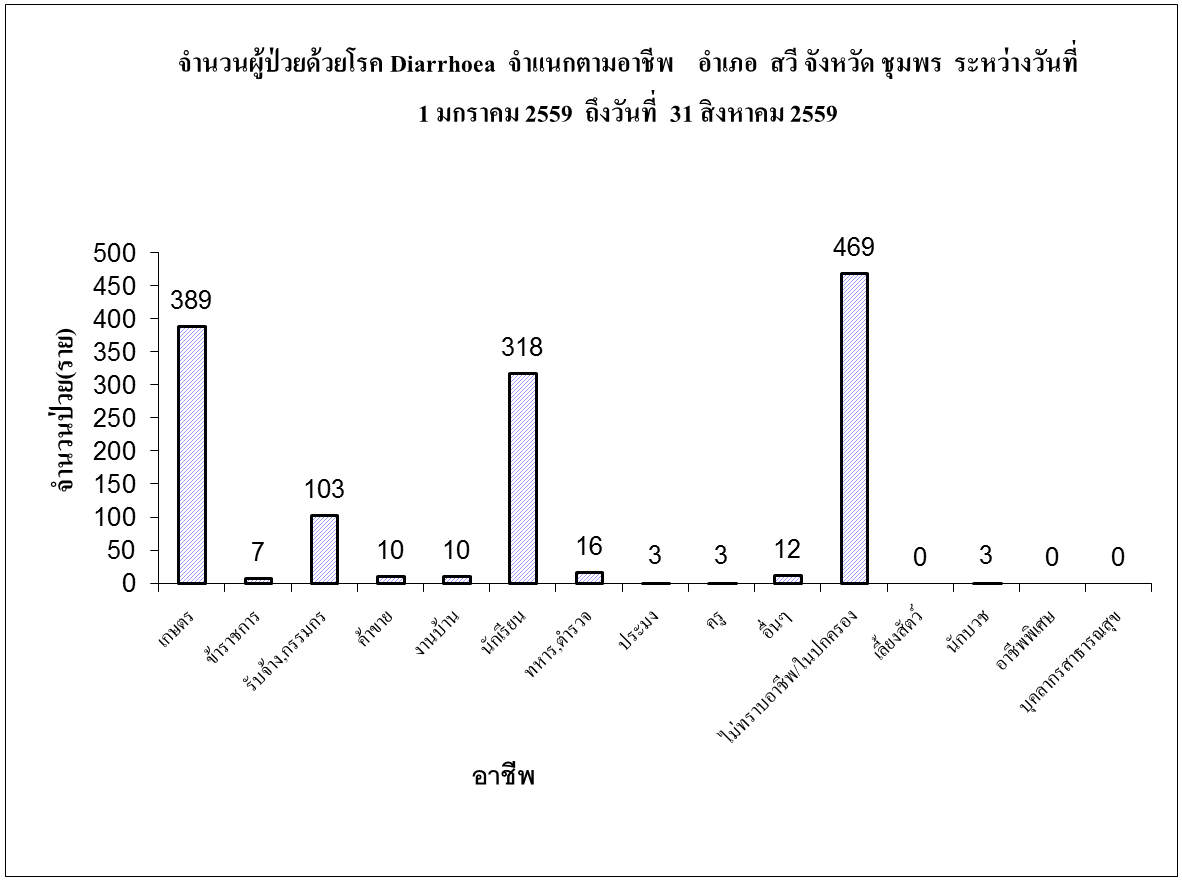 จำนวนผู้ป่วยด้วยโรค Diarrhoea จำแนกตามอาชีพ อำเภอ สวี จังหวัด ชุมพร ระหว่างวันที่
1 มกราคม 2559 ถึงวันที่ 31 สิงหาคม 2559
จำนวนป่วย(ราย)
500
450
400
350
300
250
200
150
100
50
0
389
7
103
10
10
318
16
3
3
12
469
0
3
0
0
เกษตร
ข้าราชการ
รับจ้าง,กรรมกร
ค้าขาย
งานบ้าน
นักเรียน
ทหาร,ตำรวจ
ประมง
ครู
อื่นๆ
ไม่ทราบอาชีพ/ในปกครอง
เลี้ยงสัตว์
นักบวช
อาชีพพิเศษ
บุคลากรสาธารณสุข
อาชีพ